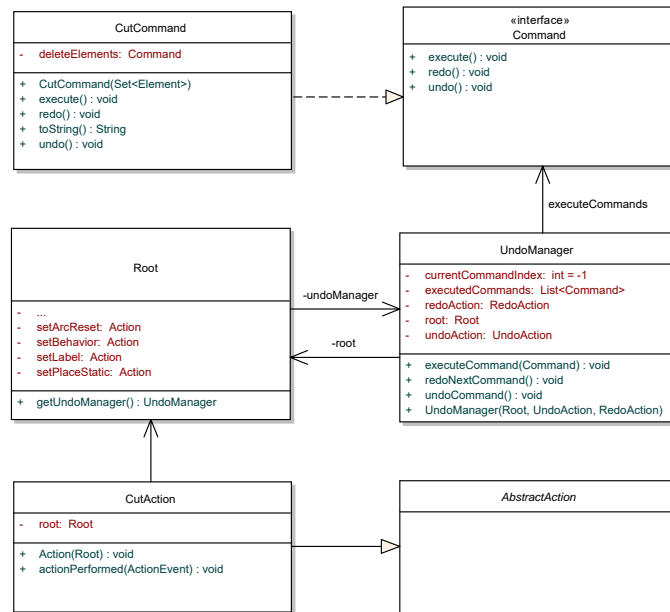 CutCommand
- deleteElements: Command
+ CutCommand(Set<Element>)
+ execute() : void
+ redo() : void
+ toString() : String
+ undo() : void
«interface»
Command
+ execute() : void
+ redo() : void
+ undo() : void
executeCommands
Root
- ...
- setArcReset: Action
- setBehavior: Action
- setLabel: Action
- setPlaceStatic: Action
+ getUndoManager() : UndoManager
-undoManager
-root
UndoManager
- currentCommandIndex: int = -1
- executedCommands: List<Command>
- redoAction: RedoAction
- root: Root
- undoAction: UndoAction
+ executeCommand(Command) : void
+ redoNextCommand() : void
+ undoCommand() : void
+ UndoManager(Root, UndoAction, RedoAction)
CutAction
- root: Root
+ Action(Root) : void
+ actionPerformed(ActionEvent) : void
AbstractAction